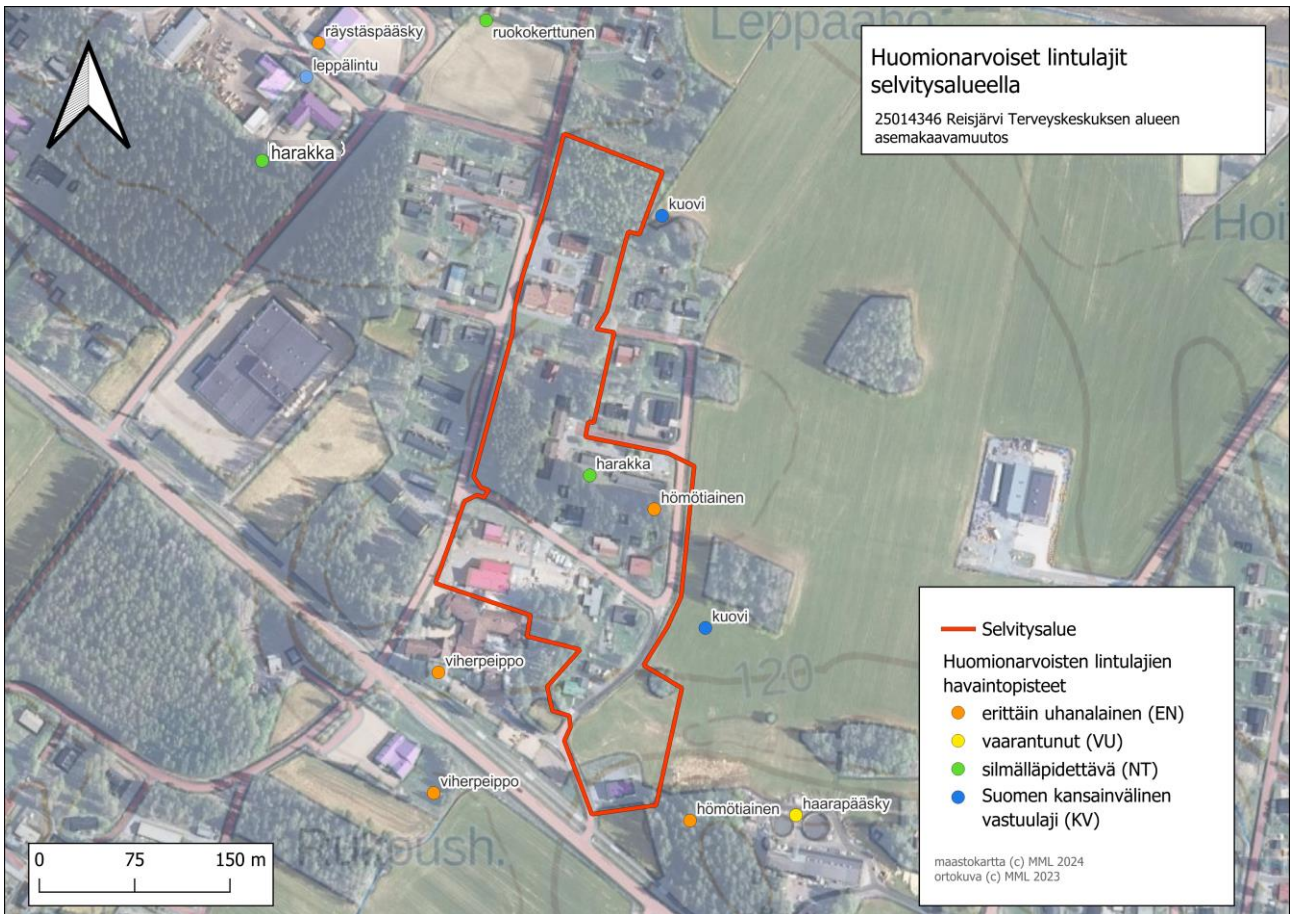 Leppäaho
räystäspääsky
ruokokerttunen
leppälintu
harakka
Huomionarvoiset lintulajit
selvitysalueella
25014346 Reisjärvi Terveyskeskuksen alueen
asemakaavamuutos
kuovi
Hoi
harakka
hömötiainen
kuovi
viherpeippo
120
viherpeippo
hömötiainen
haarapääsky
Rukoush.
0 75 150 m
Selvitysalue
Huomionarvoisten lintulajien
havaintopisteet
erittäin uhanalainen (EN)
vaarantunut (VU)
silmälläpidettävä (NT)
Suomen kansainvälinen
vastuulaji (KV)
maastokartta (c) MML 2024
ortokuva (c) MML 2023